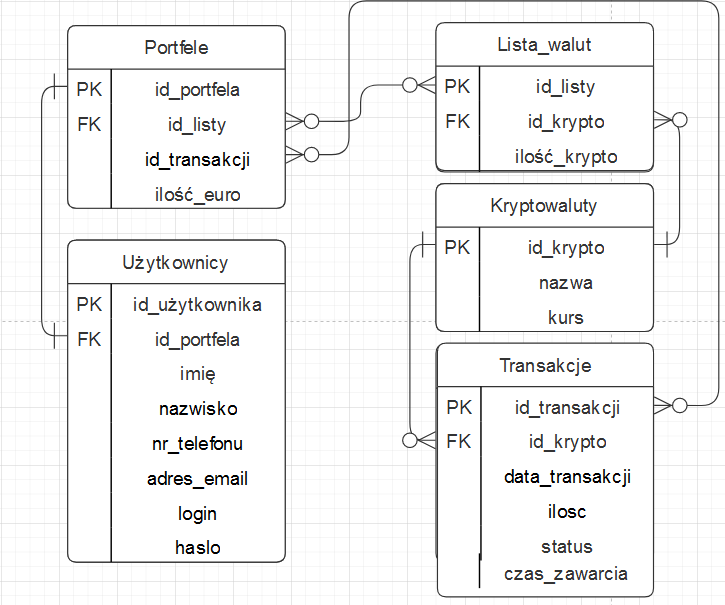 Portfele
PK id_portfela
FK id_listy
id_transakcji
ilość_euro
Użytkownicy
PK id_użytkownika
FK id_portfela
imię
nazwisko
nr_telefonu
adres_email
login
haslo
Lista_walut
PK id_listy
FK id_krypto
ilość_krypto
Kryptowaluty
PK id_krypto
nazwa
kurs
Transakcje
PK id_transakcji
FK id_krypto
data_transakcji
ilosc
status
czas_zawarcia